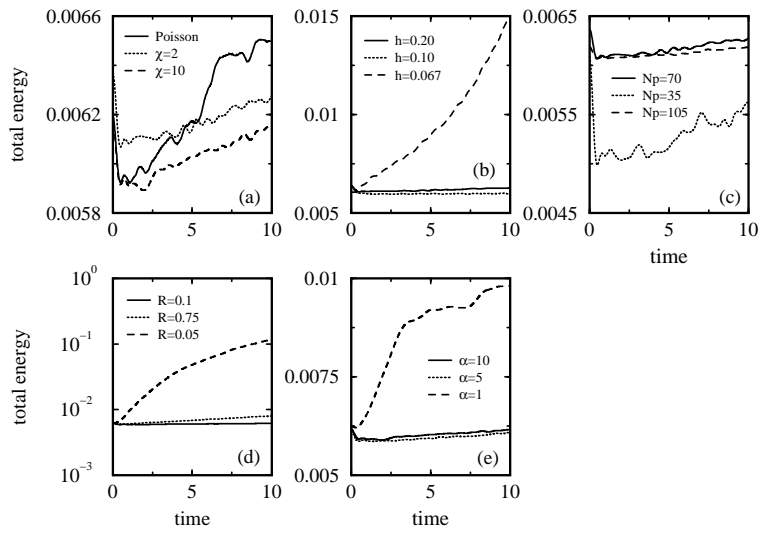 0.0066
0.0062
0.0058
total energy
Poisson
χ=2
χ=10
(a)
0 5 10
0.015
0.01
0.005
h=0.20
h=0.10
h=0.067
(b)
0 5 10
0.0065
0.0055
0.0045
Np=70
Np=35
Np=105
(c)
0 5 10
time
10⁰
10⁻¹
10⁻²
10⁻³
total energy
R=0.1
R=0.75
R=0.05
(d)
0 5 10
time
0.01
0.0075
0.005
α=10
α=5
α=1
(e)
0 5 10
time